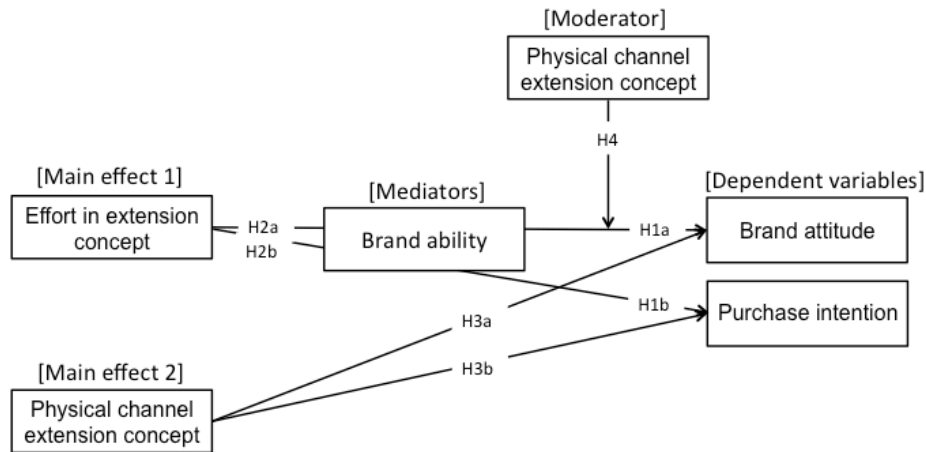 [Moderator]
Physical channel
extension concept
H4
[Main effect 1]
Effort in extension
concept
H2a
H2b
[Mediators]
Brand ability
[Dependent variables]
H1a
Brand attitude
H1b
Purchase intention
H3a
H3b
[Main effect 2]
Physical channel
extension concept